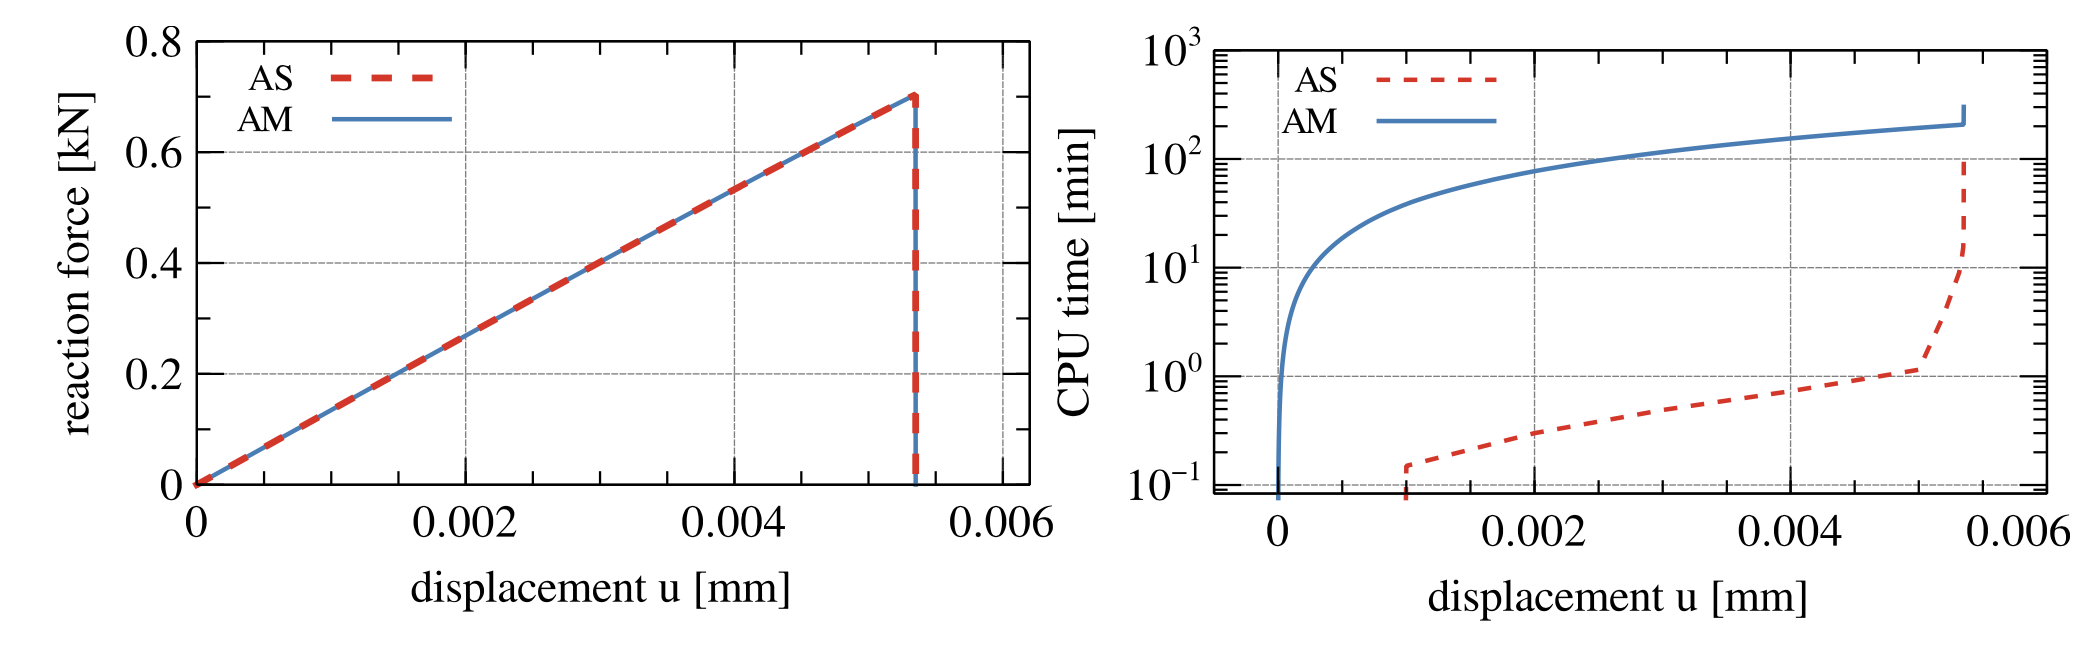 0.8
0.6
0.4
0.2
0
reaction force [kN]
AS
AM
0 0.002 0.004 0.006
displacement u [mm]
10³
10²
10¹
10⁰
10⁻¹
CPU time [min]
AS
AM
0 0.002 0.004 0.006
displacement u [mm]